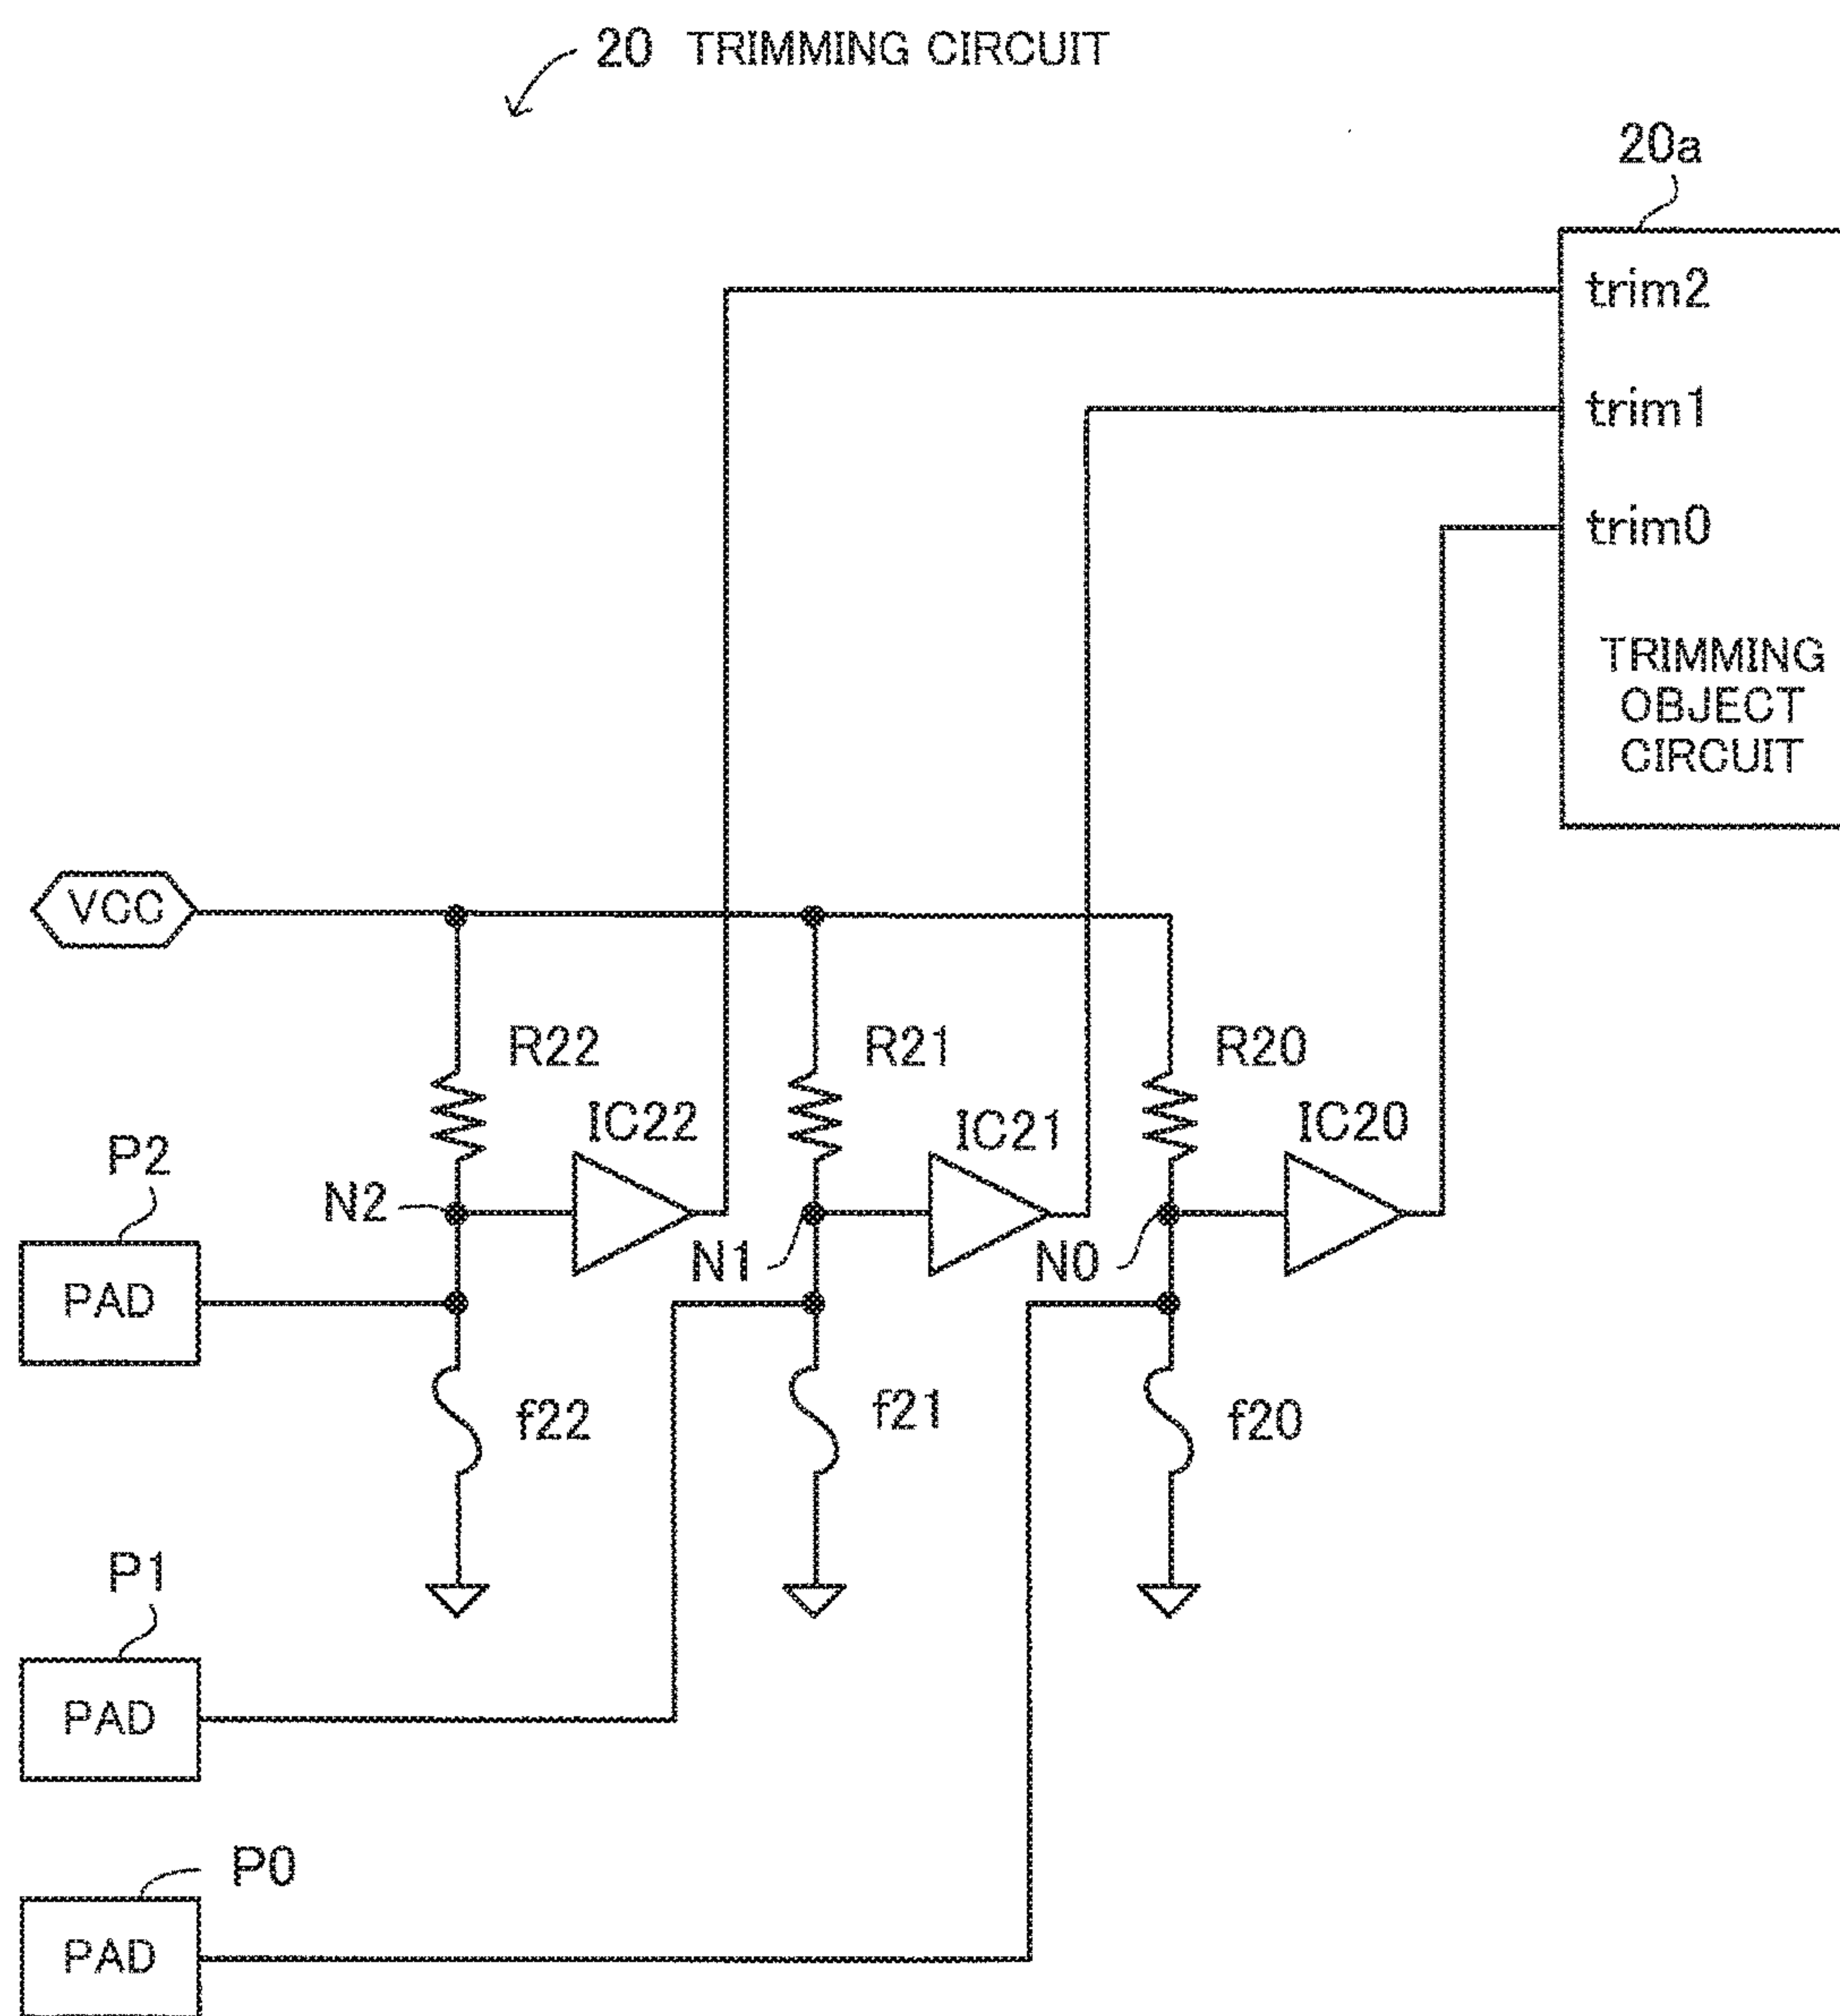 20 TRIMMING CIRCUIT
20a
trim2
trim1
trim0
TRIMMING
OBJECT
CIRCUIT
VCC
R22
R21
R20
IC22
IC21
IC20
P2
N2
N1
N0
PAD
f22
f21
f20
P1
PAD
P0
PAD